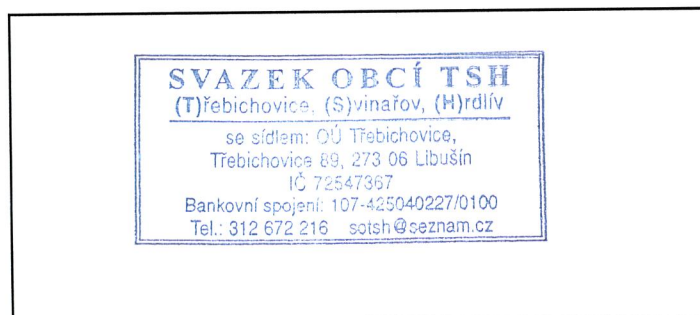 SVAZEK OBCÍ TSH
(T)řebichovice, (S)vinařov, (H)rdlív
se sídlem: OÚ Třebichovice,
Třebichovice 89, 273 06 Libušín
IČ 72547367
Bankovní spojení: 107-425040227/0100
Tel.: 312 672 216 sotsh@seznam.cz